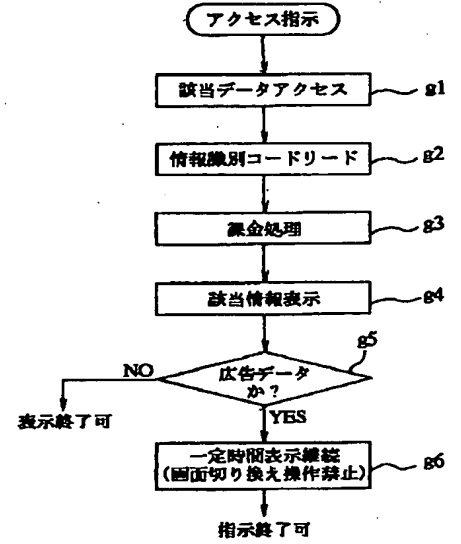 アクセス指示
該当データアクセス
g1
情報識別コードリード
g2
課金処理
g3
該当情報表示
g4
g5
広告データ
か？
NO
表示終了可
YES
一定時間表示継続
(画面切り換え操作禁止)
g6
指示終了可